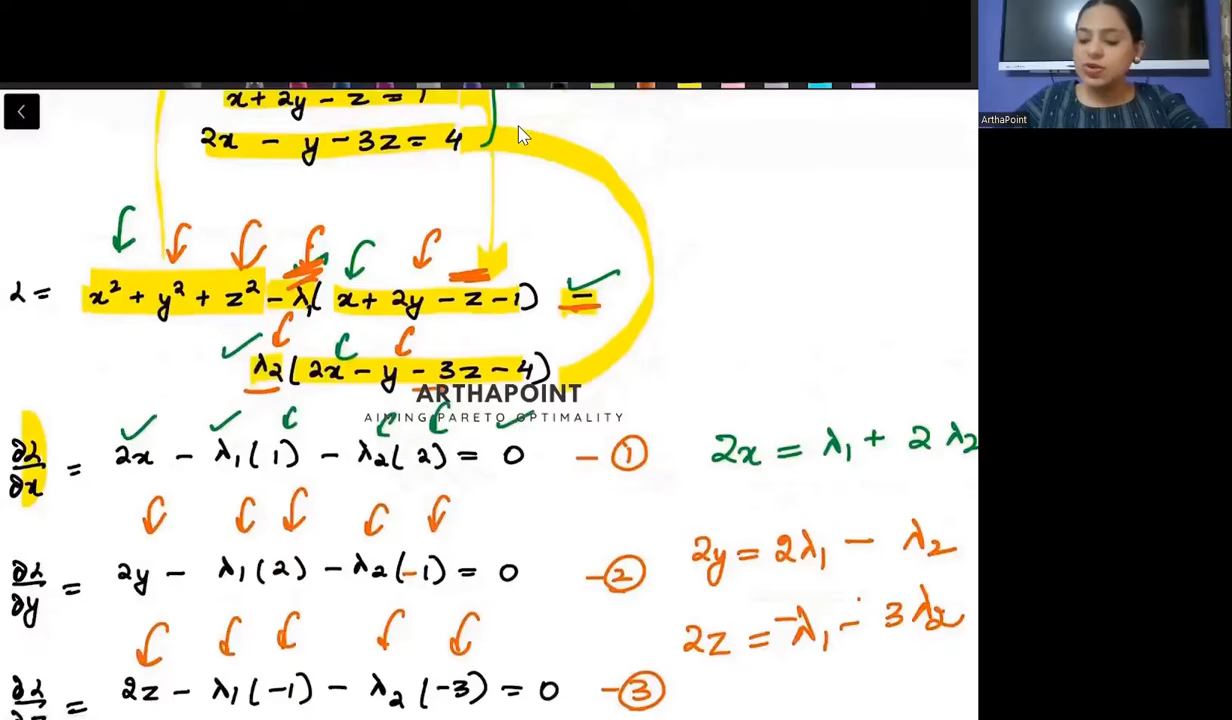 x + 2y - z = 1
2x - y - 3z = 4
ArthaPoint
L = x² + y² + z² - λ₁( x + 2y - z - 1) -
λ₂( 2x - y - 3z - 4)
ARTHAPOINT
AIMING PARETO OPTIMALITY
∂L/∂x = 2x - λ₁(1) - λ₂(2) = 0 - ①
2x = λ₁ + 2λ₂
∂L/∂y = 2y - λ₁(2) - λ₂(-1) = 0 - ②
2y = 2λ₁ - λ₂
2z = -λ₁ - 3λ₂
∂L/∂z = 2z - λ₁(-1) - λ₂(-3) = 0 - ③